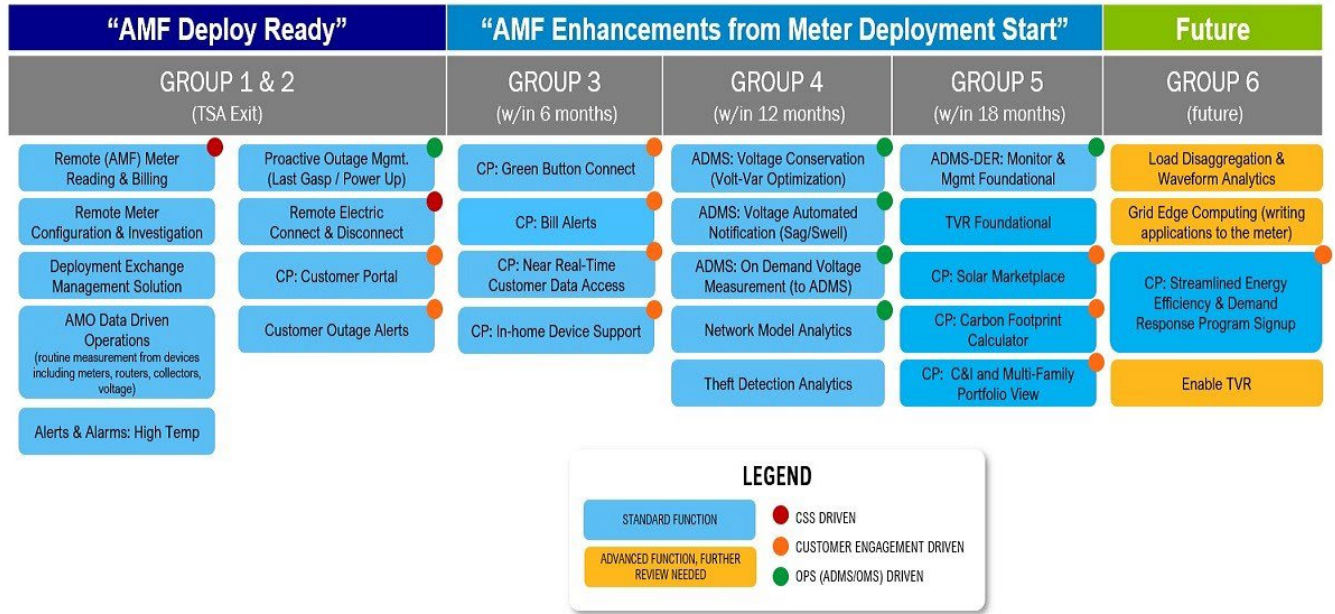 “AMF Deploy Ready”
“AMF Enhancements from Meter Deployment Start”
Future
GROUP 1 & 2
(TSA Exit)
GROUP 3
(w/in 6 months)
GROUP 4
(w/in 12 months)
GROUP 5
(w/in 18 months)
GROUP 6
(future)
Remote (AMF) Meter
Reading & Billing
Remote Meter
Configuration & Investigation
Deployment Exchange
Management Solution
AMO Data Driven
Operations
(routine measurement from devices
including meters, routers, collectors,
voltage)
Alerts & Alarms: High Temp
Proactive Outage Mgmt.
(Last Gasp / Power Up)
Remote Electric
Connect & Disconnect
CP: Customer Portal
Customer Outage Alerts
CP: Green Button Connect
CP: Bill Alerts
CP: Near Real-Time
Customer Data Access
CP: In-home Device Support
ADMS: Voltage Conservation
(Volt-Var Optimization)
ADMS: Voltage Automated
Notification (Sag/Swell)
ADMS: On Demand Voltage
Measurement (to ADMS)
Network Model Analytics
Theft Detection Analytics
ADMS-DER: Monitor &
Mgmt Foundational
TVR Foundational
CP: Solar Marketplace
CP: Carbon Footprint
Calculator
CP: C&I and Multi-Family
Portfolio View
Load Disaggregation &
Waveform Analytics
Grid Edge Computing (writing
applications to the meter)
CP: Streamlined Energy
Efficiency & Demand
Response Program Signup
Enable TVR
LEGEND
STANDARD FUNCTION
ADVANCED FUNCTION, FURTHER
REVIEW NEEDED
CSS DRIVEN
CUSTOMER ENGAGEMENT DRIVEN
OPS (ADMS/OMS) DRIVEN